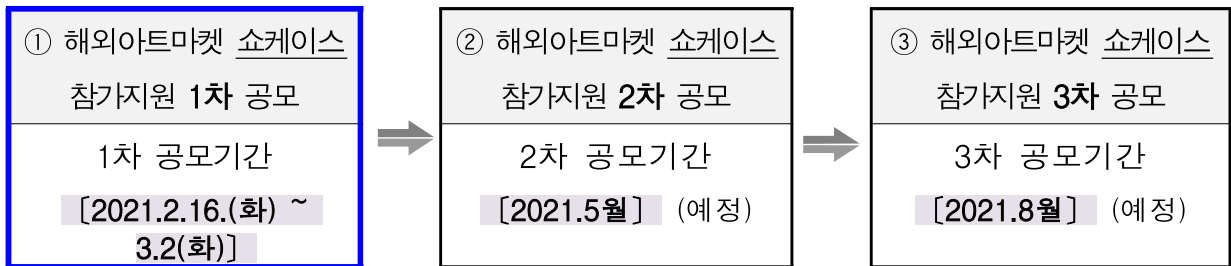 ① 해외아트마켓 쇼케이스
참가지원 1차 공모
1차 공모기간
〔2021.2.16.(화) ~
3.2(화)〕
② 해외아트마켓 쇼케이스
참가지원 2차 공모
2차 공모기간
〔2021.5월〕 (예정)
③ 해외아트마켓 쇼케이스
참가지원 3차 공모
3차 공모기간
〔2021.8월〕 (예정)